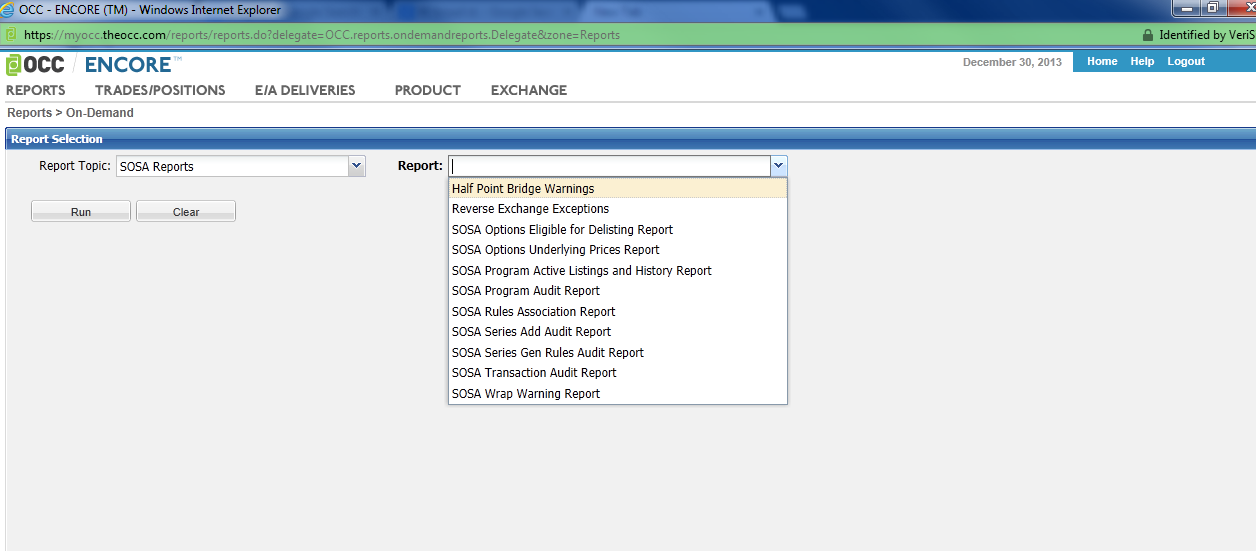 OCC - ENCORE (TM) - Windows Internet Explorer
https://myocc.theocc.com/reports/reports.do?delegate=OCC.reports.ondemandreports.Delegate&zone=Reports Identified by VeriS
OCC ENCORE™ December 30, 2013 Home Help Logout
REPORTS TRADES/POSITIONS E/A DELIVERIES PRODUCT EXCHANGE
Reports > On-Demand
Report Selection
Report Topic: SOSA Reports Report:
Half Point Bridge Warnings
Run Clear Reverse Exchange Exceptions
SOSA Options Eligible for Delisting Report
SOSA Options Underlying Prices Report
SOSA Program Active Listings and History Report
SOSA Program Audit Report
SOSA Rules Association Report
SOSA Series Add Audit Report
SOSA Series Gen Rules Audit Report
SOSA Transaction Audit Report
SOSA Wrap Warning Report